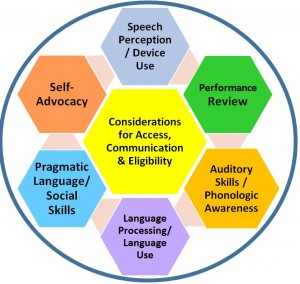 Speech
Perception
/ Device
Use
Performance
Review
Auditory
Skills /
Phonologic
Awareness
Language
Processing/
Language
Use
Pragmatic
Language/
Social
Skills
Self-
Advocacy
Considerations
for Access,
Communication
& Eligibility